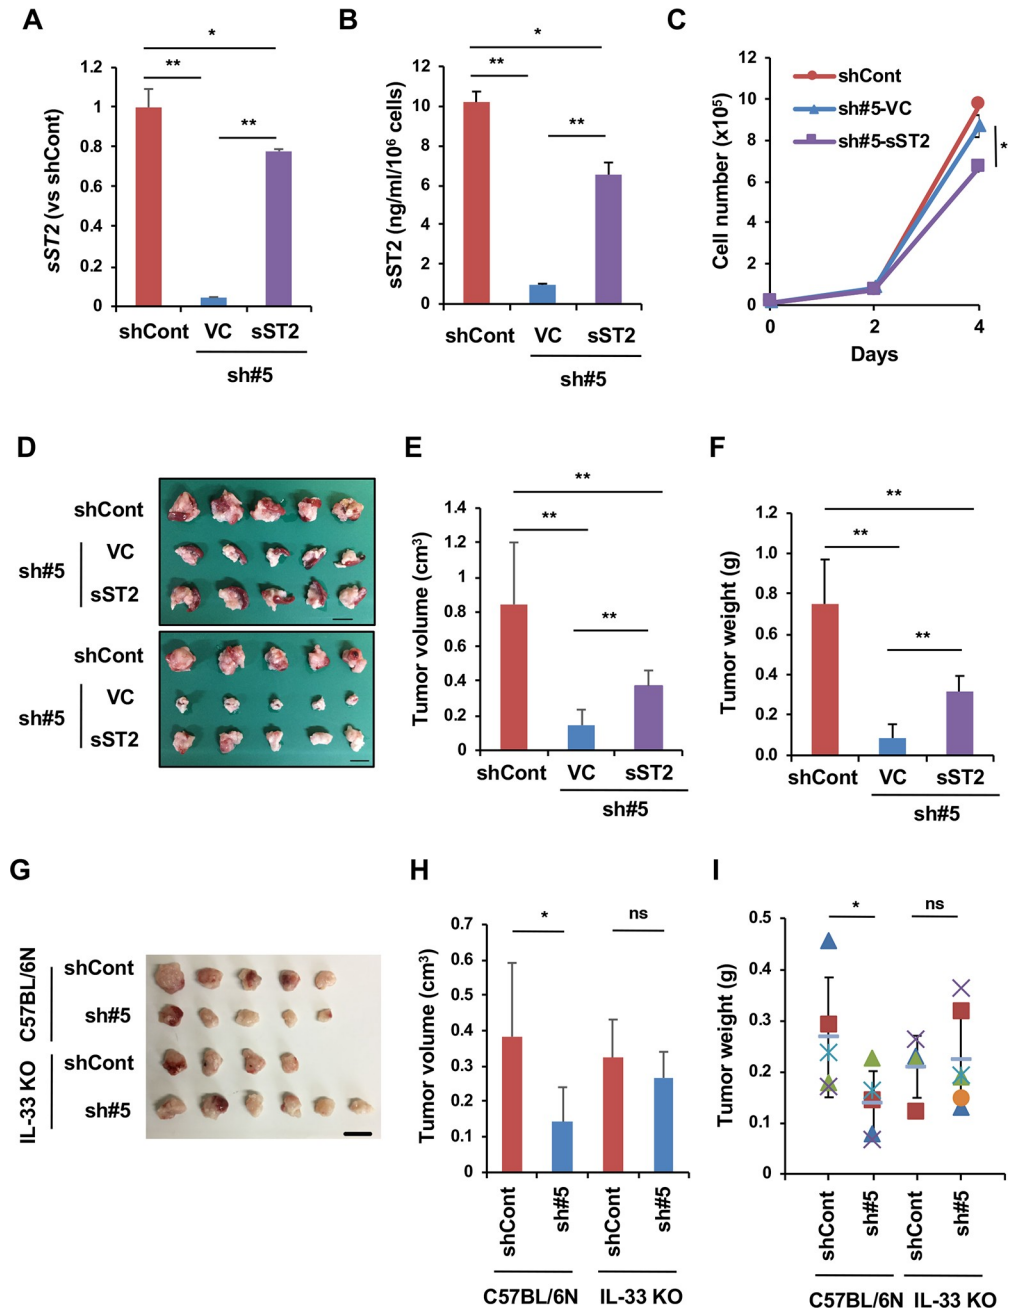 A
*
**
**
1.2
1
0.8
0.6
0.4
0.2
0
sST2 (vs shCont)
shCont VC sST2
sh#5
B
*
**
**
12
10
8
6
4
2
0
sST2 (ng/ml/10⁶ cells)
shCont VC sST2
sh#5
C
12
10
8
6
4
2
0
Cell number (x10⁵)
shCont
sh#5-VC
sh#5-sST2
*
0 2 4
Days
D
shCont
VC
sh#5
sST2
shCont
VC
sh#5
sST2
E
**
**
**
1.4
1.2
1
0.8
0.6
0.4
0.2
0
Tumor volume (cm³)
shCont VC sST2
sh#5
F
**
**
**
1.2
1.0
0.8
0.6
0.4
0.2
0.0
Tumor weight (g)
shCont VC sST2
sh#5
G
C57BL/6N
shCont
sh#5
IL-33 KO
shCont
sh#5
H
* ns
0.7
0.6
0.5
0.4
0.3
0.2
0.1
0
Tumor volume (cm³)
shCont sh#5 shCont sh#5
C57BL/6N IL-33 KO
I
* ns
0.5
0.4
0.3
0.2
0.1
0
Tumor weight (g)
shCont sh#5 shCont sh#5
C57BL/6N IL-33 KO